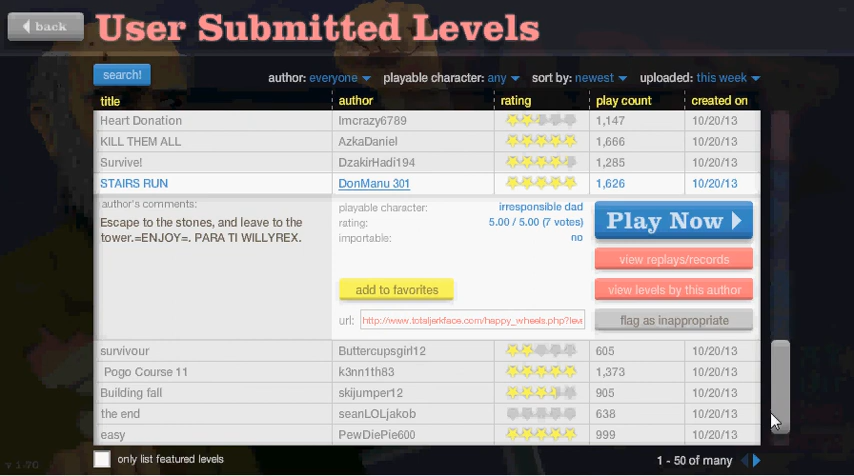 back
User Submitted Levels
search!
author: everyone playable character: any sort by: newest uploaded: this week
title author rating play count created on
Heart Donation Imcrazy6789 1,147 10/20/13
KILL THEM ALL AzkaDaniel 1,666 10/20/13
Survive! DzakirHadi194 1,285 10/20/13
STAIRS RUN DonManu 301 1,626 10/20/13
author's comments:
Escape to the stones, and leave to the
tower.=ENJOY=. PARA TI WILLYREX.
playable character: irresponsible dad
rating: 5.00 / 5.00 (7 votes)
importable: no
add to favorites
url: http://www.totaljerkface.com/happy_wheels.php?leve
Play Now
view replays/records
view levels by this author
flag as inappropriate
survivour Buttercupsgirl12 605 10/20/13
Pogo Course 11 k3nn1th83 1,373 10/20/13
Building fall skijumper12 905 10/20/13
the end seanLOLjakob 638 10/20/13
easy PewDiePie600 999 10/20/13
only list featured levels
1 - 50 of many
v 1.70